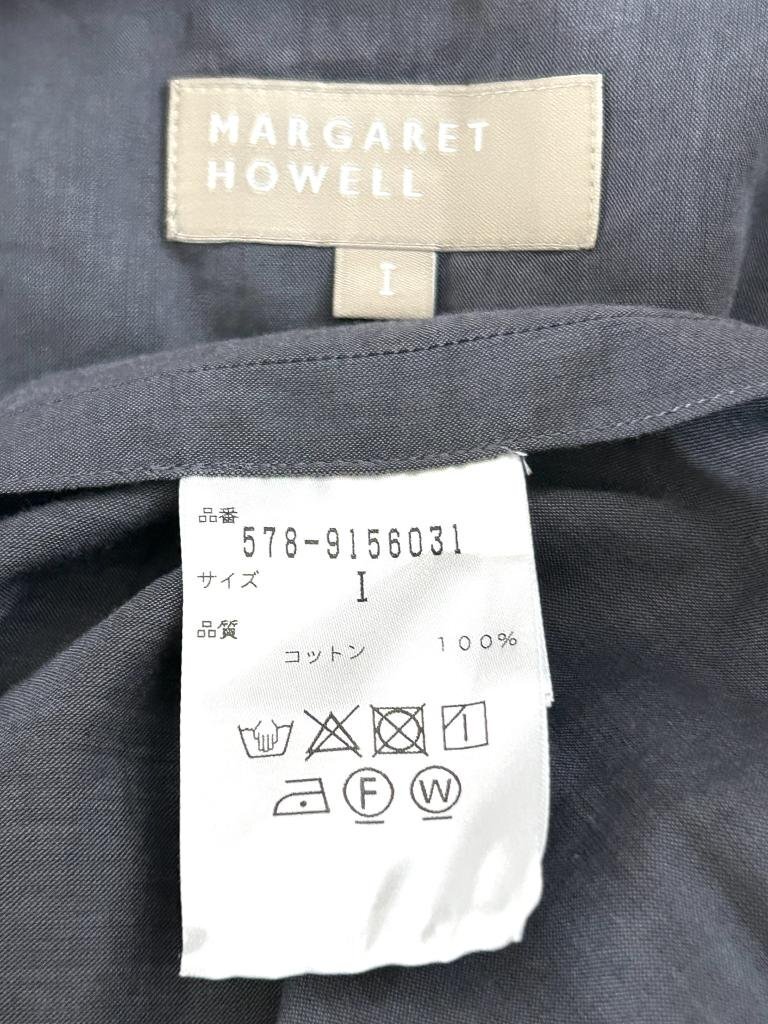 MARGARET
HOWELL
I
品番
578-9156031
サイズ I
品質
コットン 100%
F W